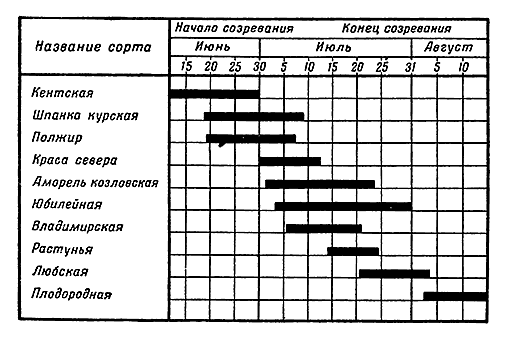 Название сорта
Начало созревания Конец созревания
Июнь Июль Август
15 20 25 30 5 10 15 20 25 31 5 10
Кентская
Шпанка курская
Полжир
Краса севера
Аморель козловская
Юбилейная
Владимирская
Растунья
Любская
Плодородная